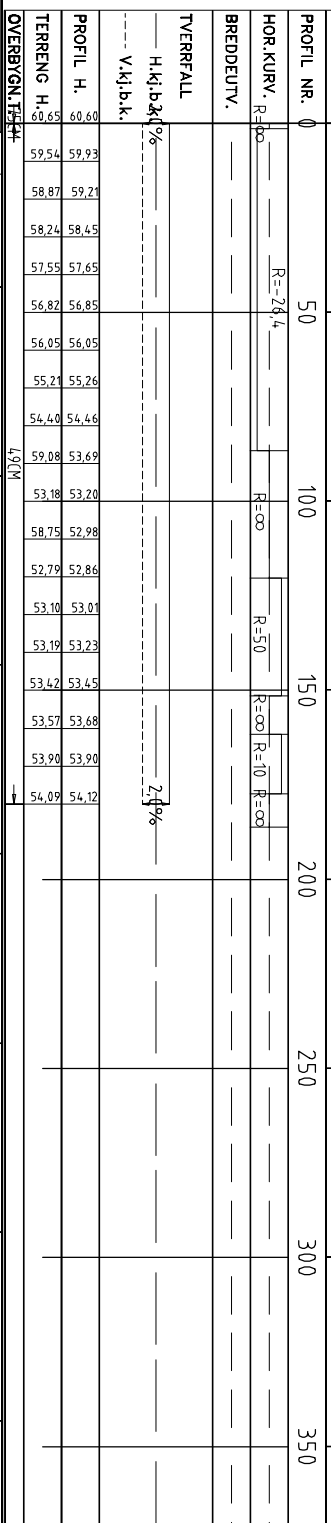 PROFIL NR. 0 50 100 150 200 250 300 350
HOR.KURV. R=∞ R=-26,4 R=∞ R=50 R=∞ R=10 R=∞
BREDDEUTV.
TVERRFALL
H.kj.b.k. 2,0% 2,0%
V.kj.b.k.
PROFIL H. 60,60 59,93 59,21 58,45 57,65 56,85 56,05 55,26 54,46 53,69 53,20 52,98 52,86 53,01 53,23 53,45 53,68 53,90 54,12
TERRENG H. 60,65 59,54 58,87 58,24 57,55 56,82 56,05 55,21 54,40 59,08 53,18 58,75 52,79 53,10 53,19 53,42 53,57 53,90 54,09
OVERBYGN.T. 49CM